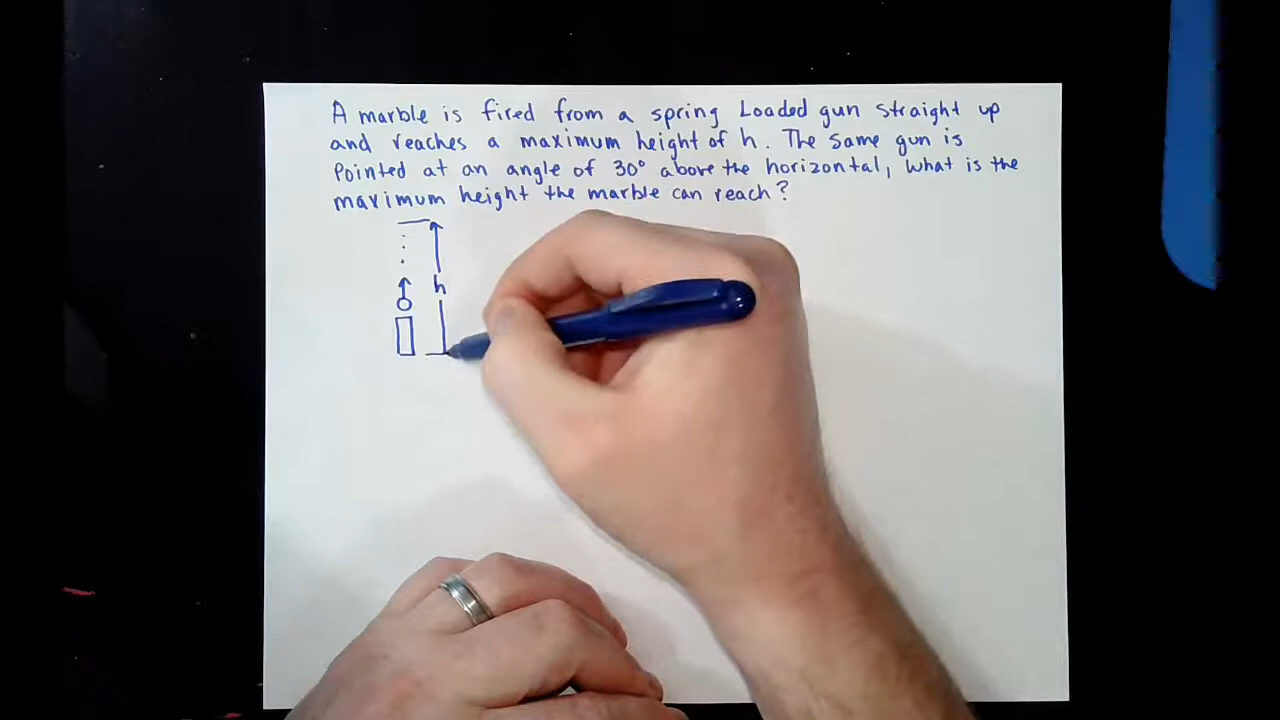 A marble is fired from a spring Loaded gun straight up
and reaches a maximum height of h. The same gun is
Pointed at an angle of 30° above the horizontal, what is the
maximum height the marble can reach?
h